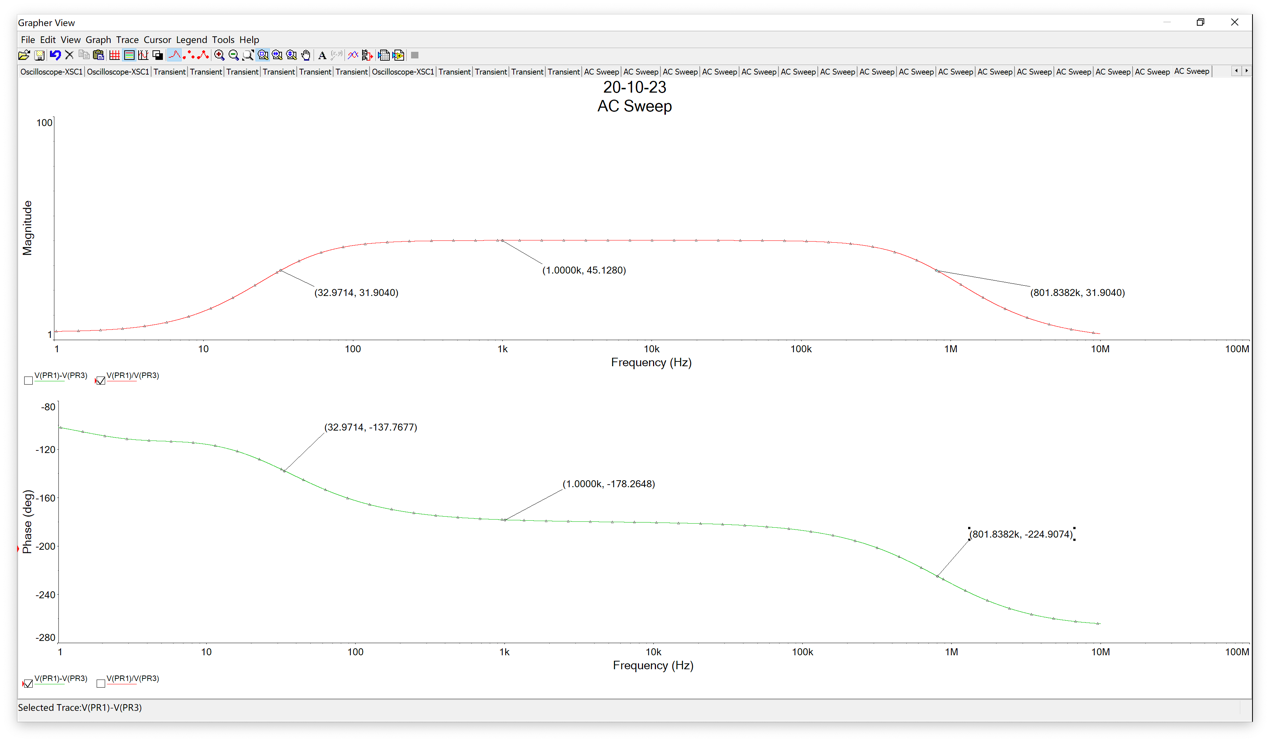 Grapher View
File Edit View Graph Trace Cursor Legend Tools Help
Oscilloscope-XSC1 Oscilloscope-XSC1 Transient Transient Transient Transient Transient Transient Oscilloscope-XSC1 Transient Transient Transient Transient AC Sweep AC Sweep AC Sweep AC Sweep AC Sweep AC Sweep AC Sweep AC Sweep AC Sweep AC Sweep AC Sweep AC Sweep AC Sweep AC Sweep AC Sweep AC Sweep
20-10-23
AC Sweep
100
Magnitude
(1.0000k, 45.1280)
(32.9714, 31.9040)
(801.8382k, 31.9040)
1
1 10 100 1k 10k 100k 1M 10M 100M
Frequency (Hz)
V(PR1)-V(PR3) V(PR1)/V(PR3)
-80
(32.9714, -137.7677)
-120
(1.0000k, -178.2648)
-160
Phase (deg)
(801.8382k, -224.9074)
-200
-240
-280
1 10 100 1k 10k 100k 1M 10M 100M
Frequency (Hz)
V(PR1)-V(PR3) V(PR1)/V(PR3)
Selected Trace:V(PR1)-V(PR3)